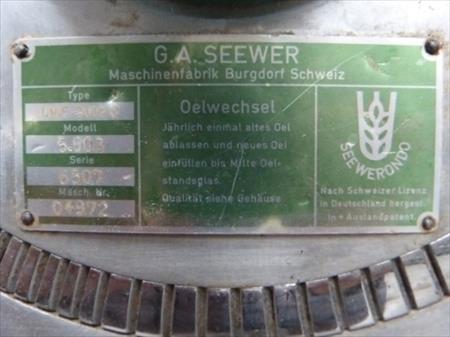 G.A. SEEWER
Maschinenfabrik Burgdorf Schweiz
Type
Modell
5.903
Serie
6507
Masch. Nr.
04972
Oelwechsel
Jährlich einmal altes Oel
ablassen und neues Oel
einfüllen bis Mitte Oel-
standsglas.
Qualität siehe Gehäuse
SEEWERONDO
Nach Schweizer Lizenz
in Deutschland hergest.
In + Auslandpatent.